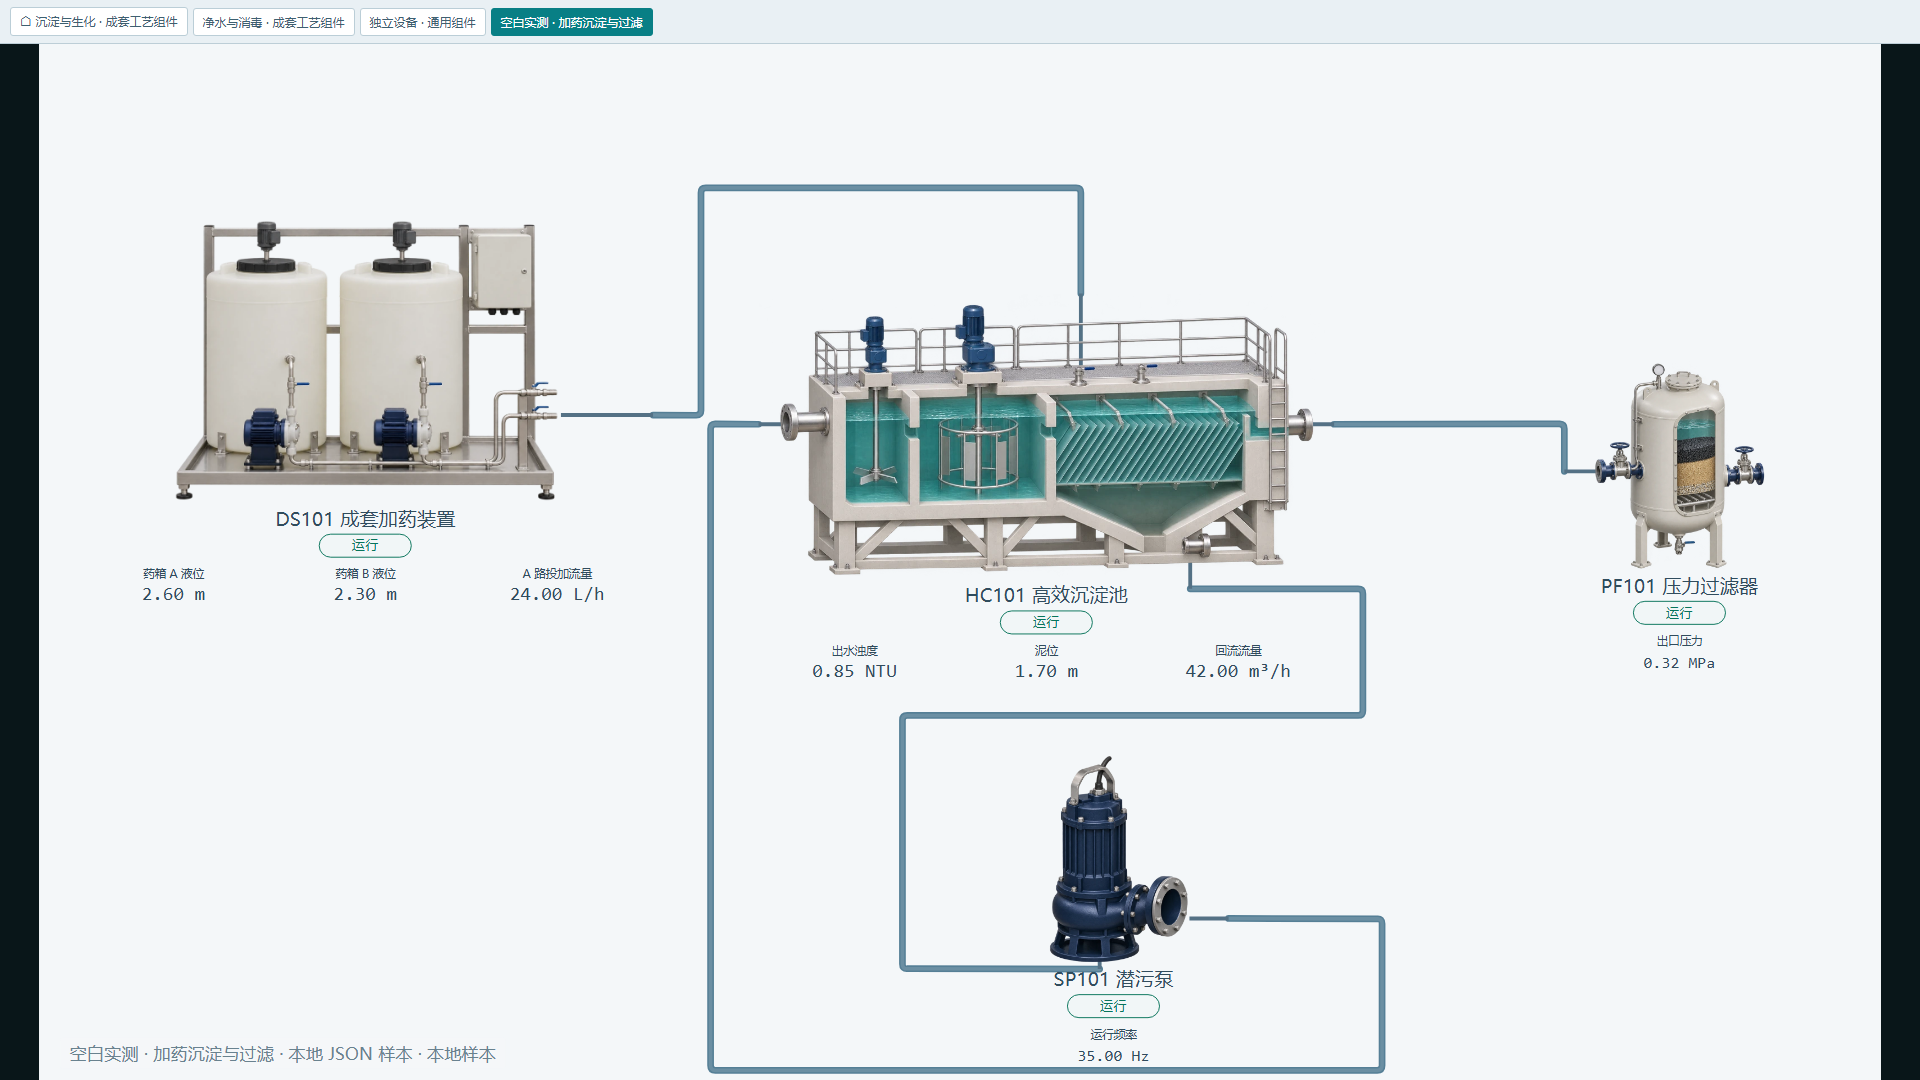 沉淀与生化 · 成套工艺组件
净水与消毒 · 成套工艺组件
独立设备 · 通用组件
空白实测 · 加药沉淀与过滤
DS101 成套加药装置
运行
药箱 A 液位
药箱 B 液位
A 路投加流量
2.60 m
2.30 m
24.00 L/h
HC101 高效沉淀池
运行
出水浊度
泥位
回流流量
0.85 NTU
1.70 m
42.00 m³/h
PF101 压力过滤器
运行
出口压力
0.32 MPa
SP101 潜污泵
运行
运行频率
35.00 Hz
空白实测 · 加药沉淀与过滤 · 本地 JSON 样本 · 本地样本